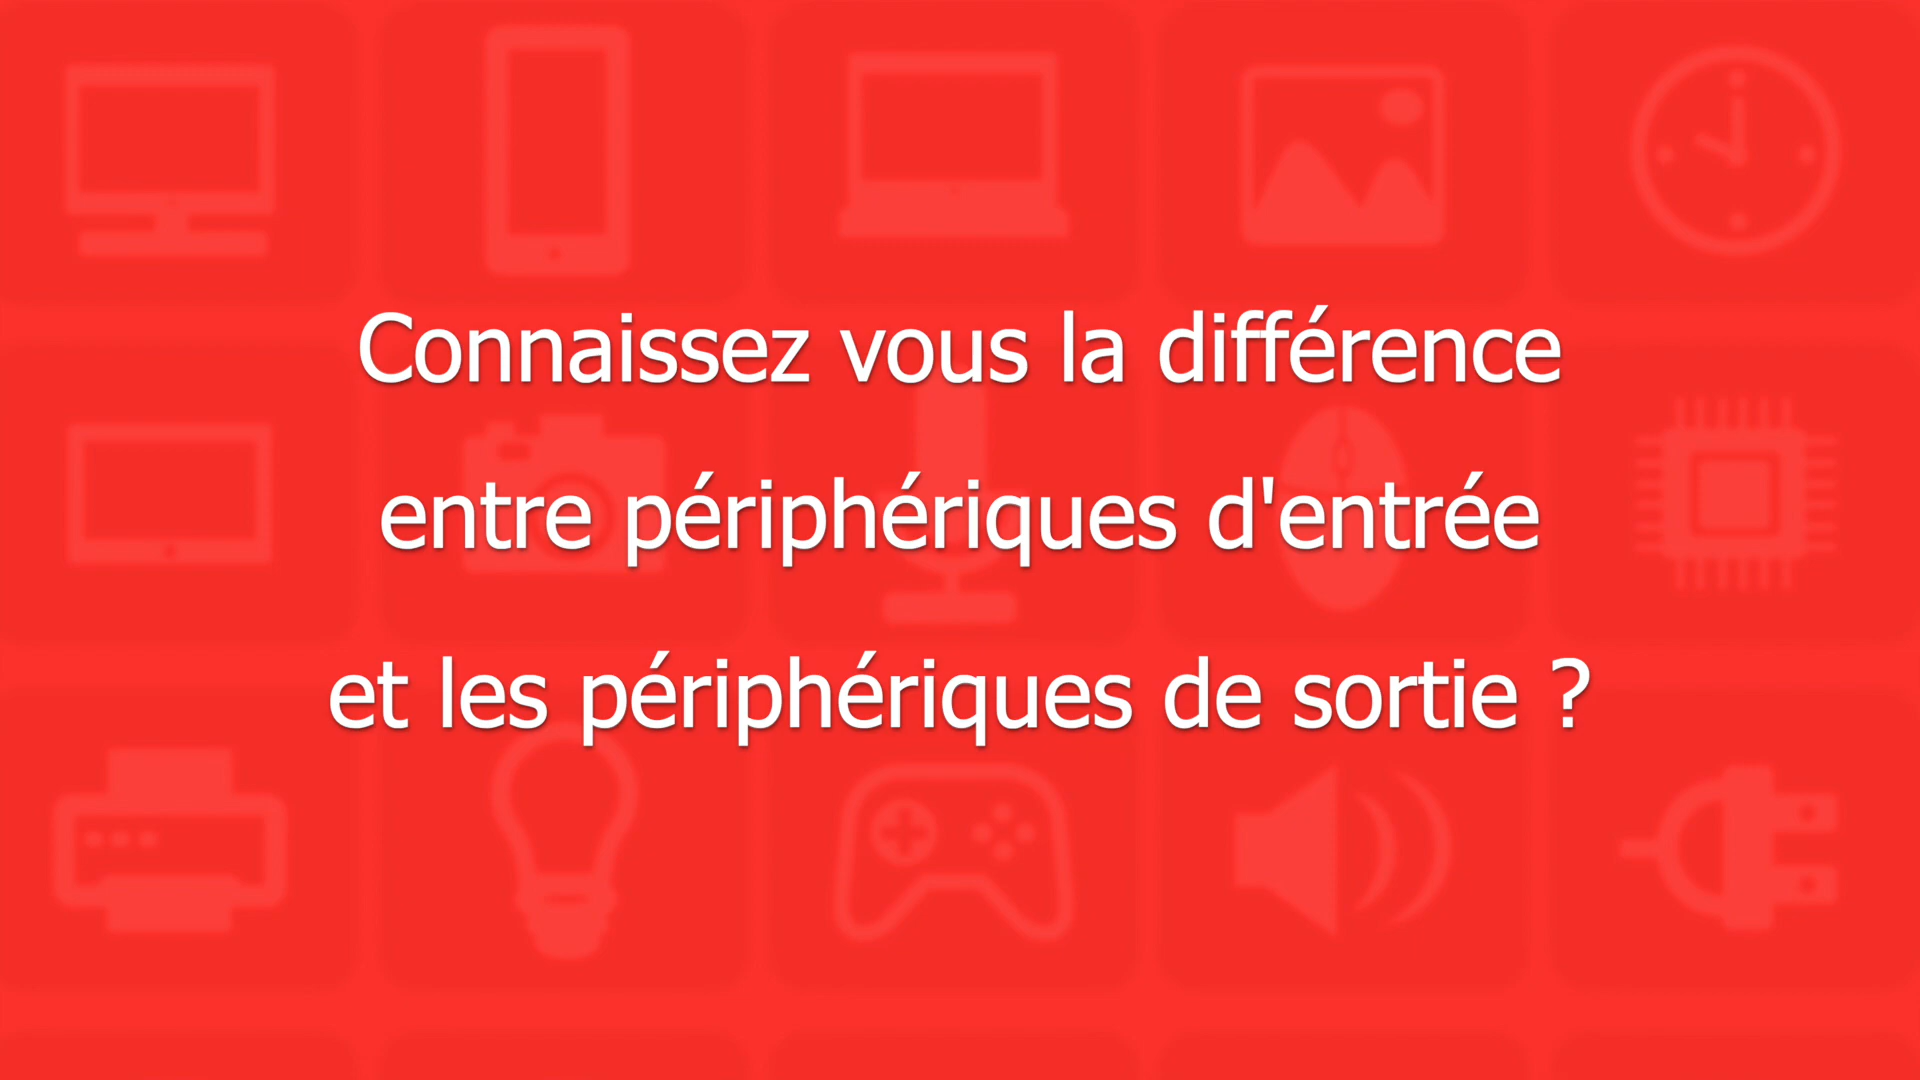 Connaissez vous la différence
entre périphériques d'entrée
et les périphériques de sortie ?